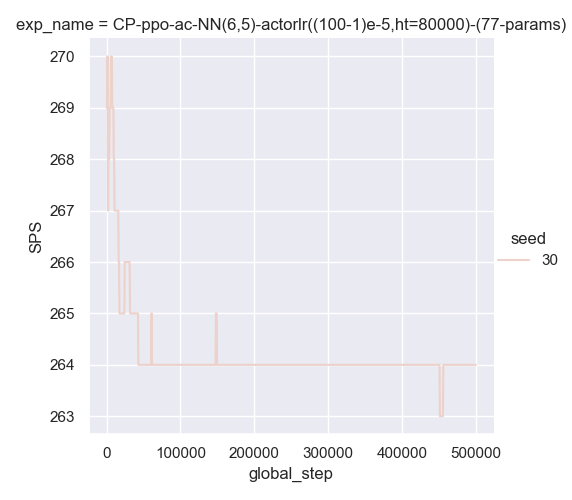 exp_name = CP-ppo-ac-NN(6,5)-actorlr((100-1)e-5,ht=80000)-(77-params)
270
269
268
267
266
265
264
263
SPS
0 100000 200000 300000 400000 500000
global_step
seed
30